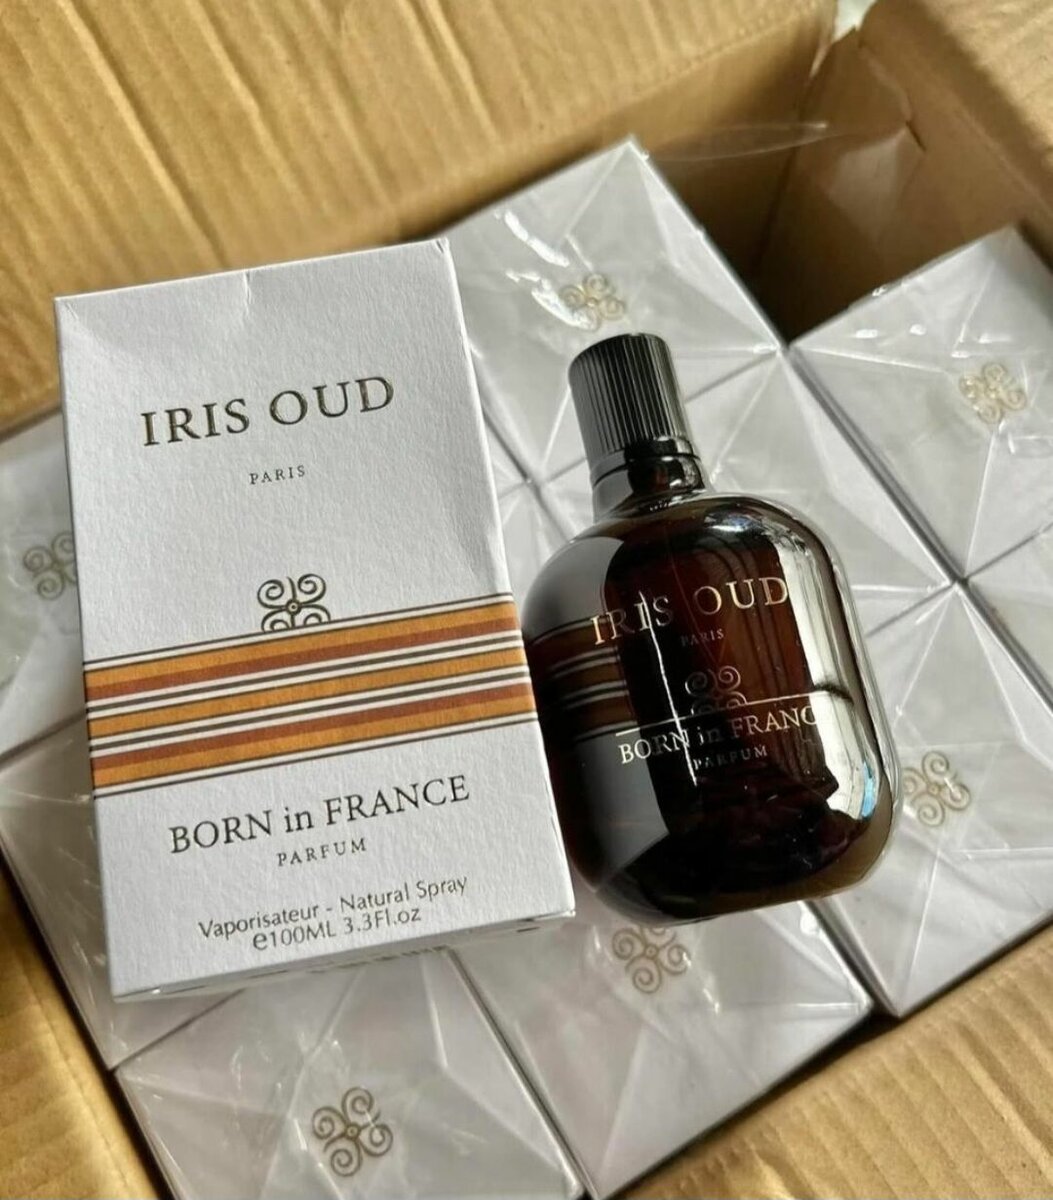 IRIS OUD
PARIS
BORN in FRANCE
PARFUM
Vaporisateur - Natural Spray
e100ML 3.3Fl.oz
IRIS OUD
PARIS
BORN in FRANCE
PARFUM